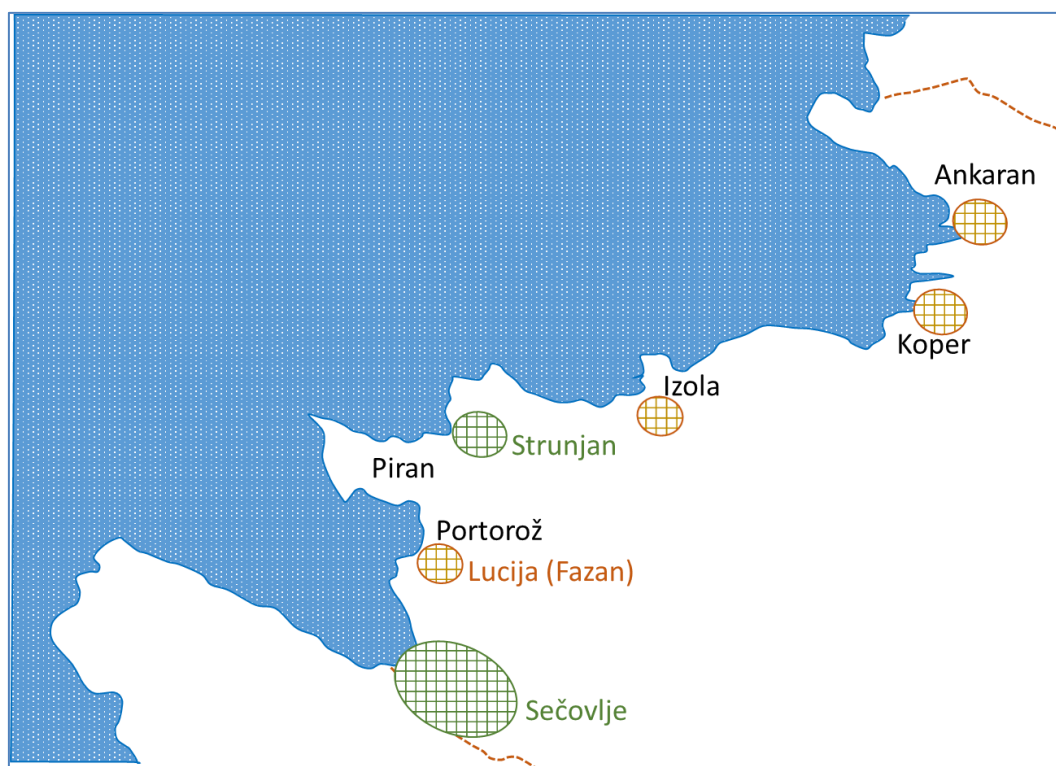 Ankaran
Koper
Izola
Strunjan
Piran
Portorož
Lucija (Fazan)
Sečovlje